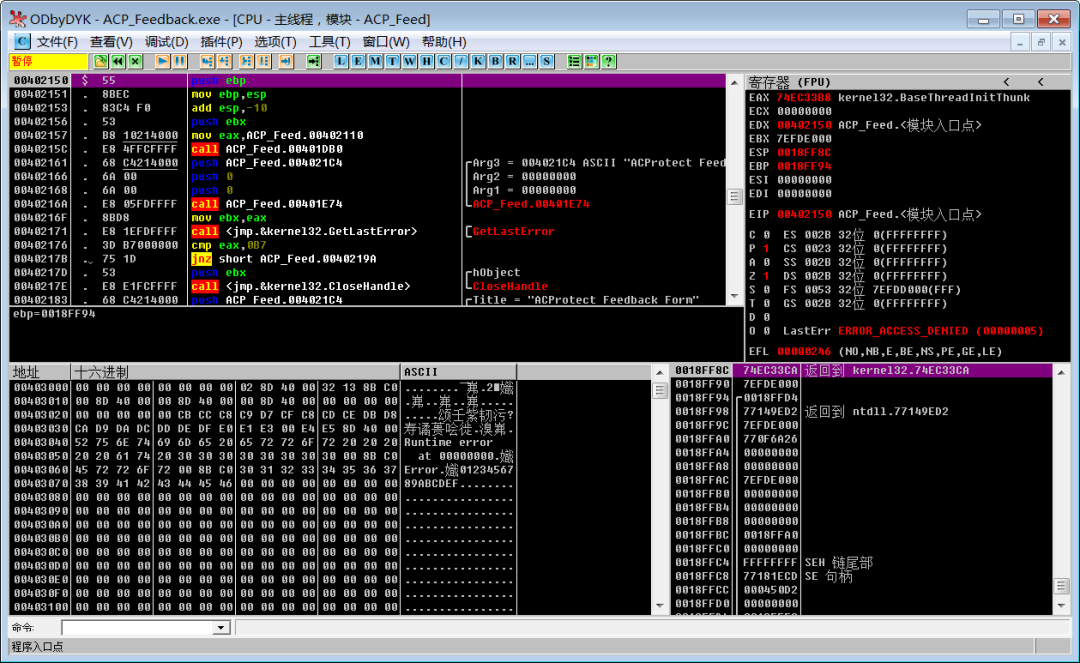 ODbyDYK - ACP_Feedback.exe - [CPU - 主线程，模块 - ACP_Feed]
文件(F) 查看(V) 调试(D) 插件(P) 选项(T) 工具(T) 窗口(W) 帮助(H)
暂停 L E M T W H C / K B R ... S ?
00402150 $ 55 push ebp
00402151 . 8BEC mov ebp,esp
00402153 . 83C4 F0 add esp,-10
00402156 . 53 push ebx
00402157 . B8 10214000 mov eax,ACP_Feed.00402110
0040215C . E8 4FFCFFFF call ACP_Feed.00401DB0
00402161 . 68 C4214000 push ACP_Feed.004021C4 Arg3 = 004021C4 ASCII "ACProtect Feed
00402166 . 6A 00 push 0 Arg2 = 00000000
00402168 . 6A 00 push 0 Arg1 = 00000000
0040216A . E8 05FDFFFF call ACP_Feed.00401E74 ACP_Feed.00401E74
0040216F . 8BD8 mov ebx,eax
00402171 . E8 1EFDFFFF call <jmp.&kernel32.GetLastError> GetLastError
00402176 . 3D B7000000 cmp eax,0B7
0040217B . 75 1D jnz short ACP_Feed.0040219A
0040217D . 53 push ebx hObject
0040217E . E8 E1FCFFFF call <jmp.&kernel32.CloseHandle> CloseHandle
00402183 . 68 C4214000 push ACP_Feed.004021C4 Title = "ACProtect Feedback Form"
ebp=0018FF94
寄存器 (FPU) < <
EAX 74EC33B8 kernel32.BaseThreadInitThunk
ECX 00000000
EDX 00402150 ACP_Feed.<模块入口点>
EBX 7EFDE000
ESP 0018FF8C
EBP 0018FF94
ESI 00000000
EDI 00000000
EIP 00402150 ACP_Feed.<模块入口点>
C 0 ES 002B 32位 0(FFFFFFFF)
P 1 CS 0023 32位 0(FFFFFFFF)
A 0 SS 002B 32位 0(FFFFFFFF)
Z 1 DS 002B 32位 0(FFFFFFFF)
S 0 FS 0053 32位 7EFDD000(FFF)
T 0 GS 002B 32位 0(FFFFFFFF)
D 0
O 0 LastErr ERROR_ACCESS_DENIED (00000005)
EFL 00000246 (NO,NB,E,BE,NS,PE,GE,LE)
地址 十六进制 ASCII
00403000 00 00 00 00 00 00 00 00 02 8D 40 00 32 13 8B C0
00403010 00 8D 40 00 00 8D 40 00 00 8D 40 00 00 00 00 00
00403020 00 00 00 00 00 CB CC C8 C9 D7 CF C8 CD CE DB D8
00403030 CA D9 DA DC DD DE DF E0 E1 E3 00 E4 E5 8D 40 00
00403040 52 75 6E 74 69 6D 65 20 65 72 72 6F 72 20 20 20 Runtime error
00403050 20 20 61 74 20 30 30 30 30 30 30 30 30 00 8B C0 at 00000000.
00403060 45 72 72 6F 72 00 8B C0 30 31 32 33 34 35 36 37 Error. 01234567
00403070 38 39 41 42 43 44 45 46 00 00 00 00 00 00 00 00 89ABCDEF........
00403080 00 00 00 00 00 00 00 00 00 00 00 00 00 00 00 00 ................
00403090 00 00 00 00 00 00 00 00 00 00 00 00 00 00 00 00 ................
004030A0 00 00 00 00 00 00 00 00 00 00 00 00 00 00 00 00 ................
004030B0 00 00 00 00 00 00 00 00 00 00 00 00 00 00 00 00 ................
004030C0 00 00 00 00 00 00 00 00 00 00 00 00 00 00 00 00 ................
004030D0 00 00 00 00 00 00 00 00 00 00 00 00 00 00 00 00 ................
004030E0 00 00 00 00 00 00 00 00 00 00 00 00 00 00 00 00 ................
004030F0 00 00 00 00 00 00 00 00 00 00 00 00 00 00 00 00 ................
00403100 00 00 00 00 00 00 00 00 00 00 00 00 00 00 00 00 ................
0018FF8C 74EC33CA 返回到 kernel32.74EC33CA
0018FF90 7EFDE000
0018FF94 0018FFD4
0018FF98 77149ED2 返回到 ntdll.77149ED2
0018FF9C 7EFDE000
0018FFA0 770F6A26
0018FFA4 00000000
0018FFA8 00000000
0018FFAC 7EFDE000
0018FFB0 00000000
0018FFB4 00000000
0018FFB8 00000000
0018FFBC 0018FFA0
0018FFC0 00000000
0018FFC4 FFFFFFFF SEH 链尾部
0018FFC8 77181ECD SE 句柄
0018FFCC 000450D2
0018FFD0 00000000
命令:
程序入口点